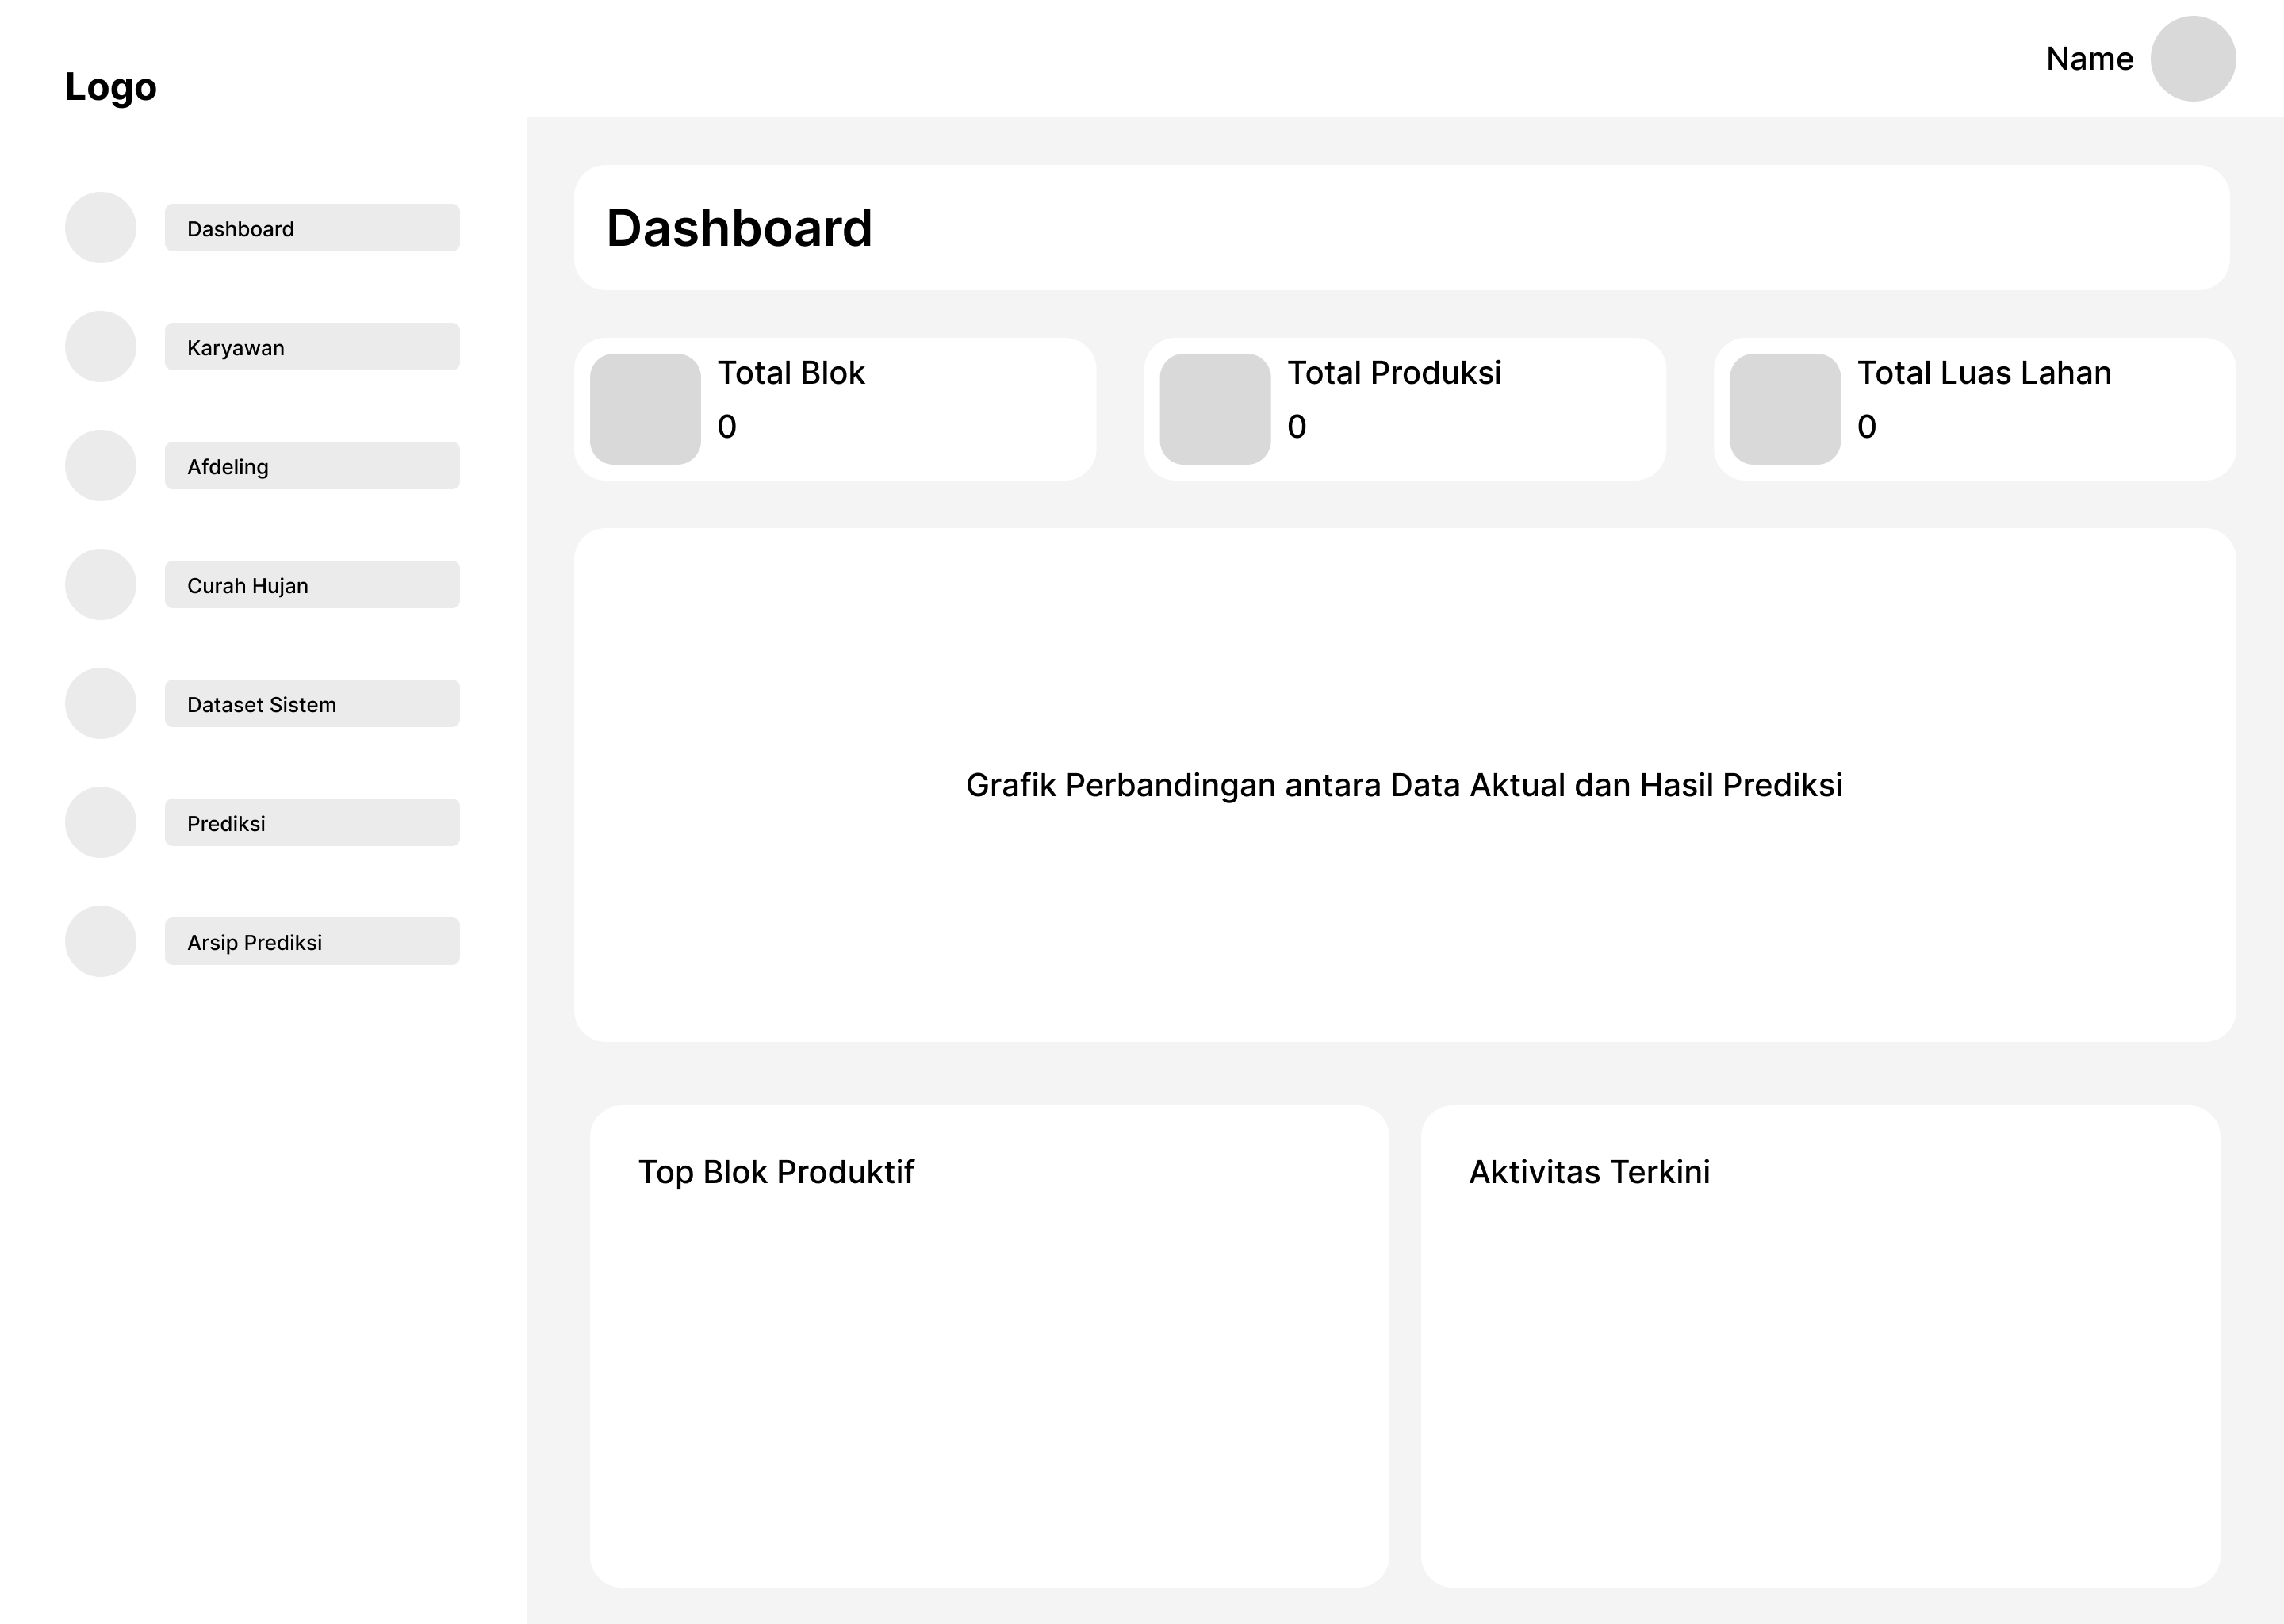 Logo
Name
Dashboard
Karyawan
Afdeling
Curah Hujan
Dataset Sistem
Prediksi
Arsip Prediksi
Dashboard
Total Blok
0
Total Produksi
0
Total Luas Lahan
0
Grafik Perbandingan antara Data Aktual dan Hasil Prediksi
Top Blok Produktif
Aktivitas Terkini